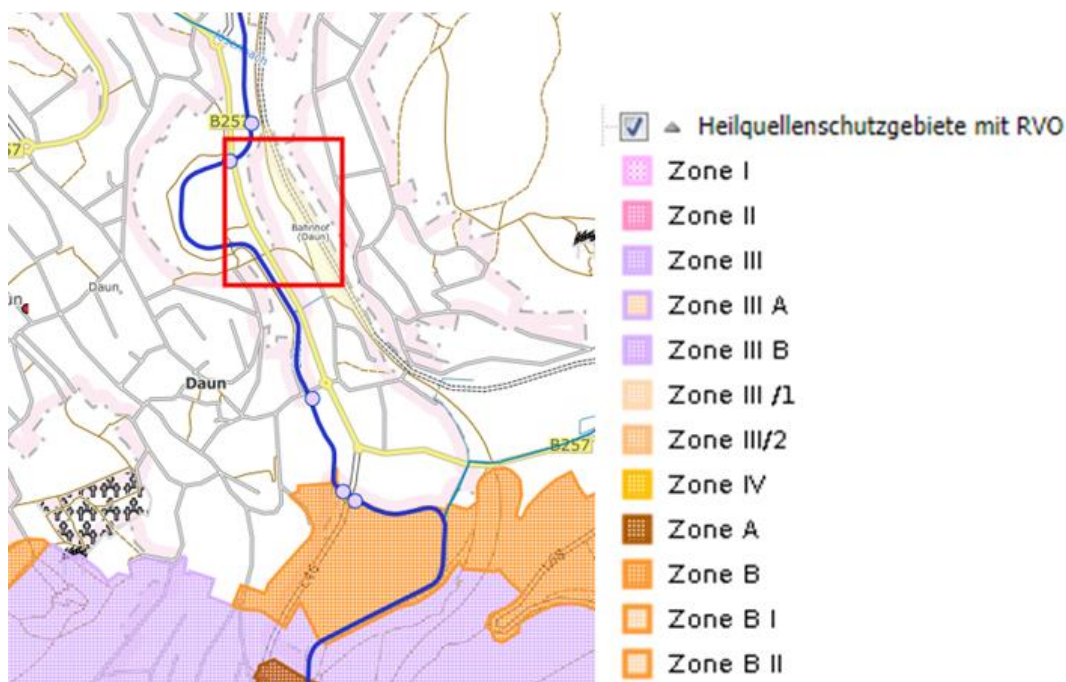 B257
57
Bahnhof
(Daun)
Daun
Daun
B257
Heilquellenschutzgebiete mit RVO
Zone I
Zone II
Zone III
Zone III A
Zone III B
Zone III /1
Zone III/2
Zone IV
Zone A
Zone B
Zone B I
Zone B II